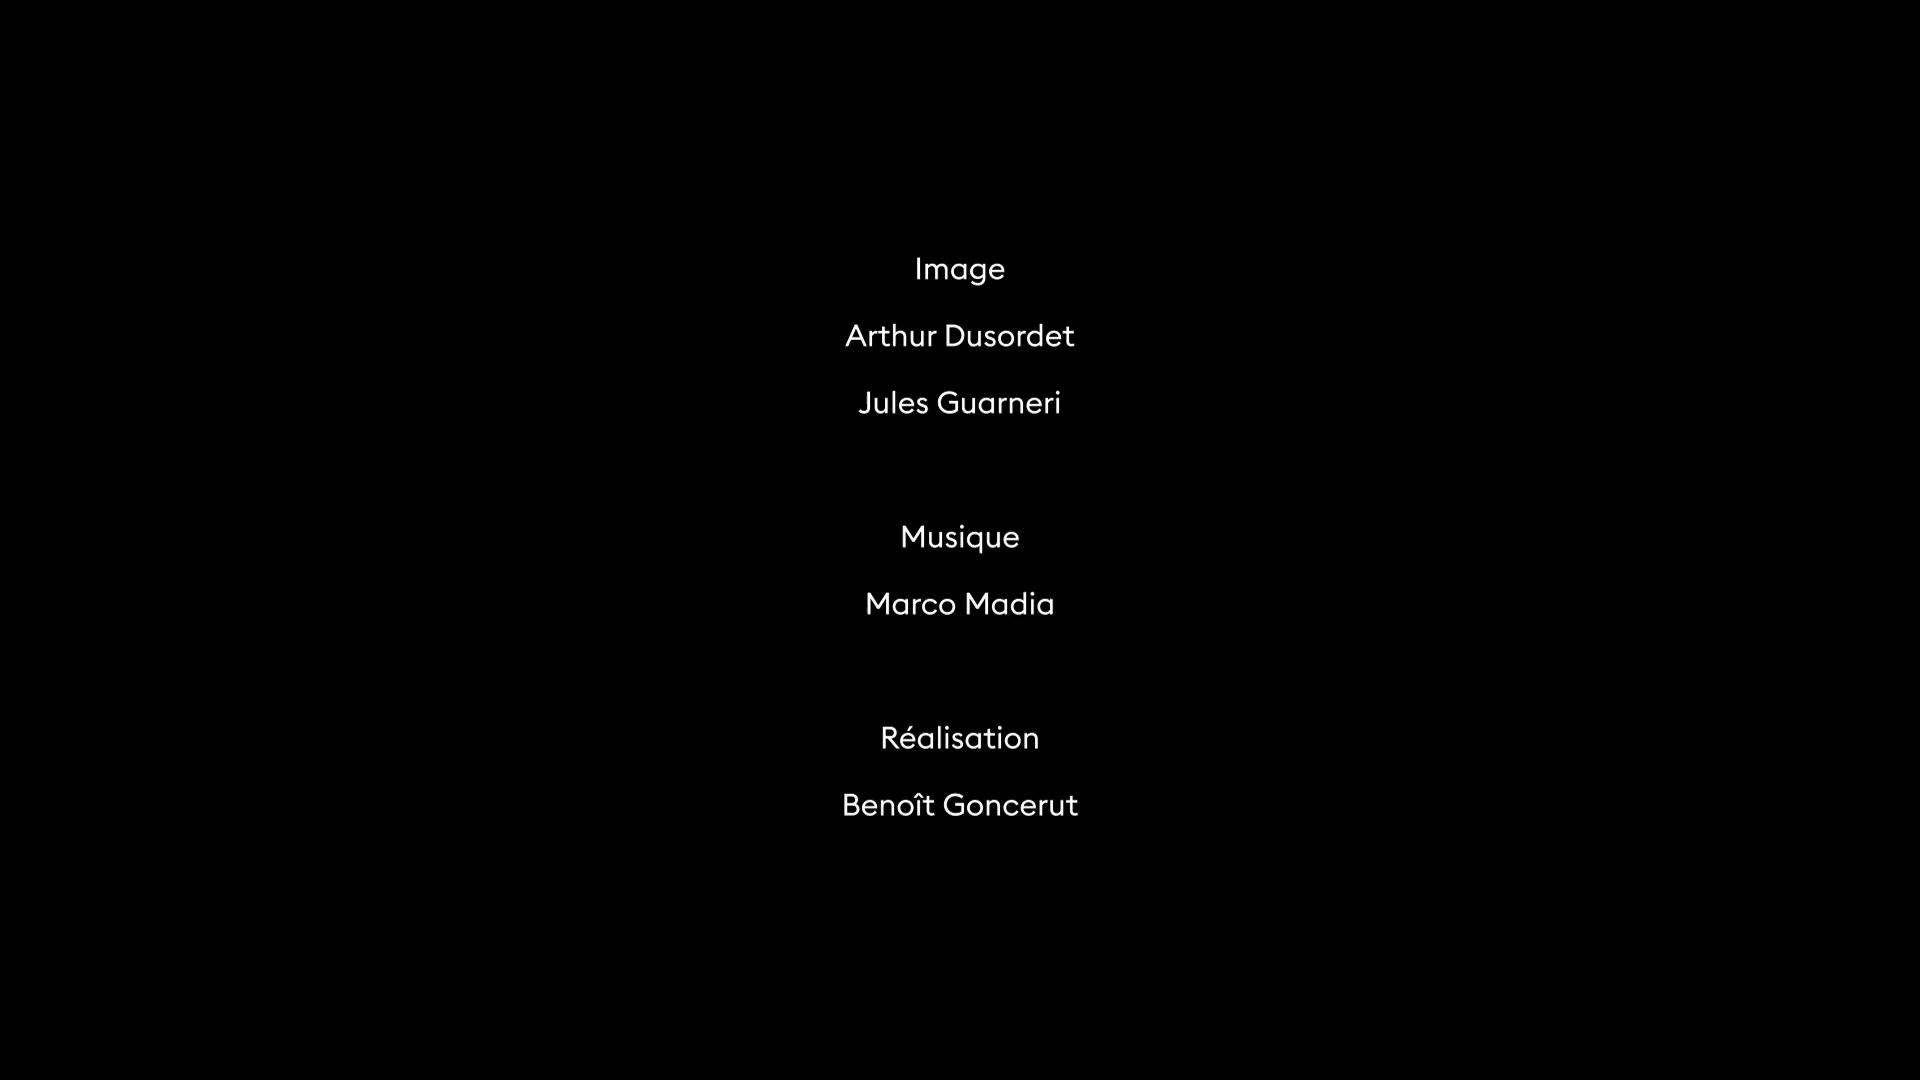 Image
Arthur Dusordet
Jules Guarneri
Musique
Marco Madia
Réalisation
Benoît Goncerut